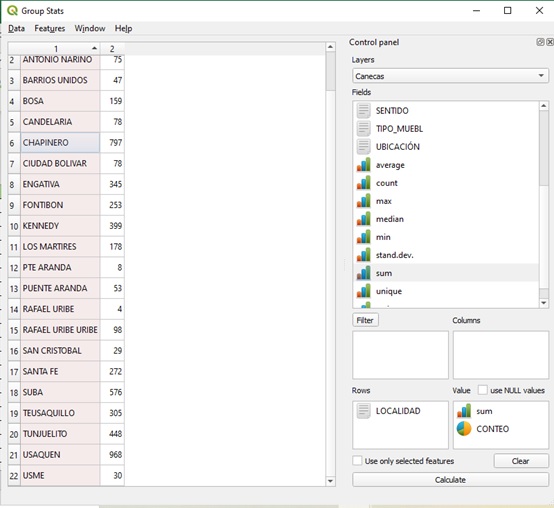 Group Stats
Data Features Window Help
1 2
2 ANTONIO NARINO 75
3 BARRIOS UNIDOS 47
4 BOSA 159
5 CANDELARIA 78
6 CHAPINERO 797
7 CIUDAD BOLIVAR 78
8 ENGATIVA 345
9 FONTIBON 253
10 KENNEDY 399
11 LOS MARTIRES 178
12 PTE ARANDA 8
13 PUENTE ARANDA 53
14 RAFAEL URIBE 4
15 RAFAEL URIBE URIBE 98
16 SAN CRISTOBAL 29
17 SANTA FE 272
18 SUBA 576
19 TEUSAQUILLO 305
20 TUNJUELITO 448
21 USAQUEN 968
22 USME 30
Control panel
Layers
Canecas
Fields
SENTIDO
TIPO_MUEBL
UBICACIÓN
average
count
max
median
min
stand.dev.
sum
unique
Filter Columns
Rows Value use NULL values
LOCALIDAD
sum
CONTEO
Use only selected features Clear
Calculate